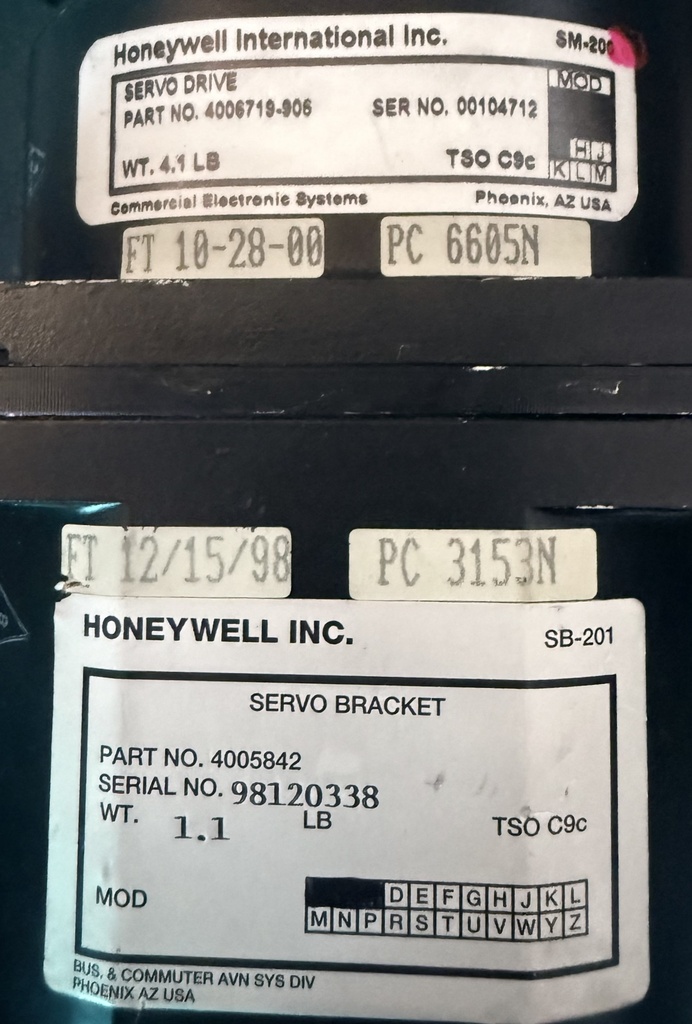 Honeywell International Inc. SM-200
SERVO DRIVE MOD
PART NO. 4006719-906 SER NO. 00104712
H J
WT. 4.1 LB TSO C9c K L M
Commercial Electronic Systems Phoenix, AZ USA
FT 10-28-00 PC 6605N
FT 12/15/98 PC 3153N
HONEYWELL INC. SB-201
SERVO BRACKET
PART NO. 4005842
SERIAL NO. 98120338
WT. 1.1 LB TSO C9c
MOD D E F G H J K L
M N P R S T U V W Y Z
BUS. & COMMUTER AVN SYS DIV
PHOENIX AZ USA